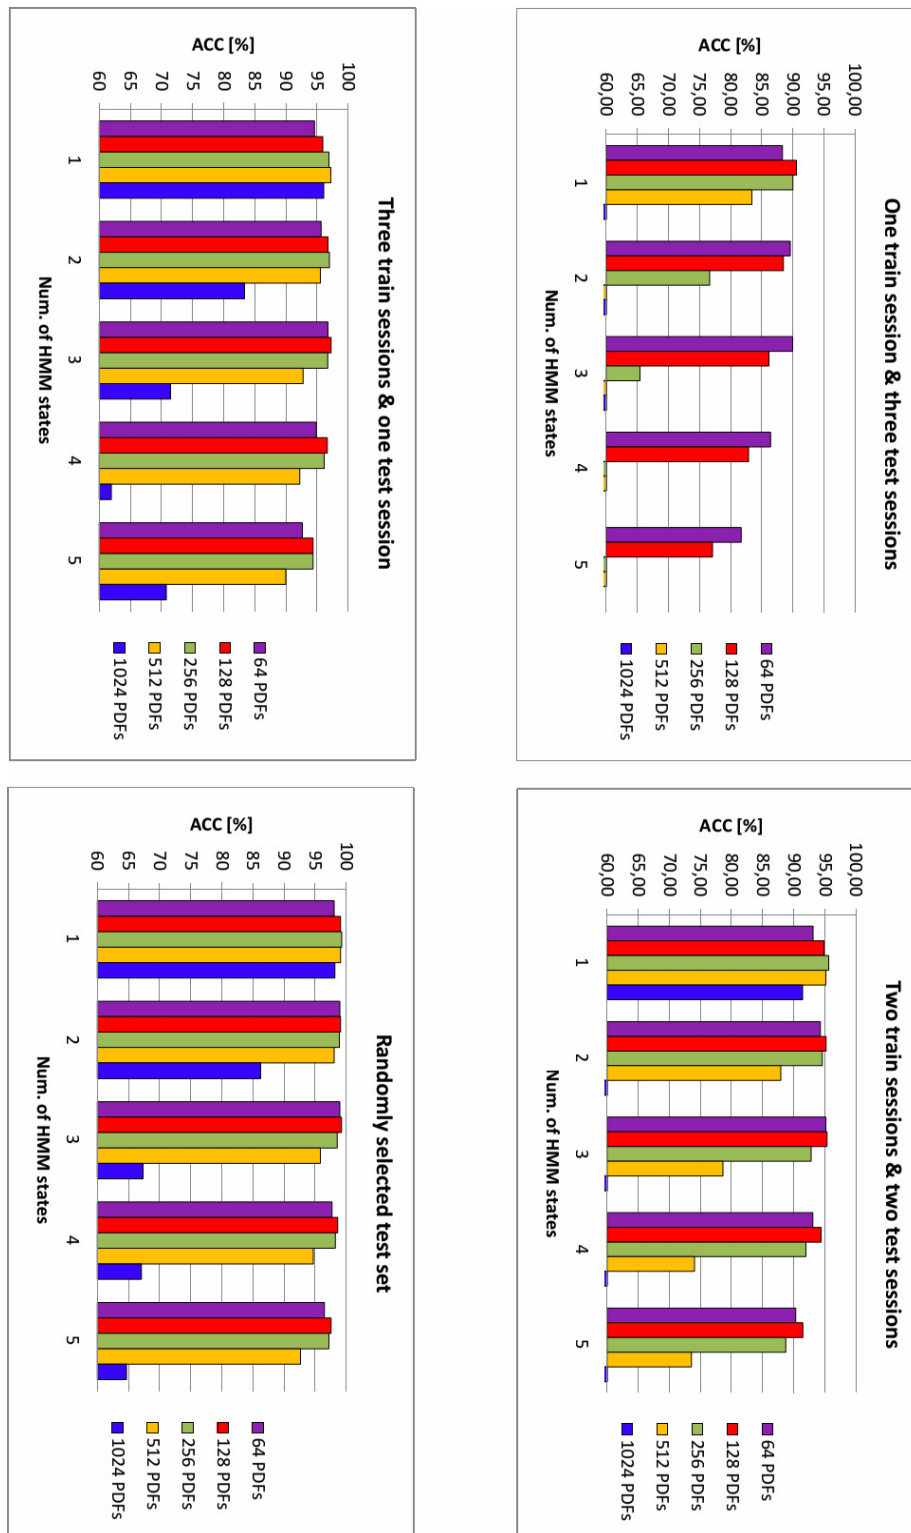 One train session & three test sessions
ACC [%]
100,00
95,00
90,00
85,00
80,00
75,00
70,00
65,00
60,00
1 2 3 4 5
Num. of HMM states
64 PDFs
128 PDFs
256 PDFs
512 PDFs
1024 PDFs
Two train sessions & two test sessions
ACC [%]
100,00
95,00
90,00
85,00
80,00
75,00
70,00
65,00
60,00
1 2 3 4 5
Num. of HMM states
64 PDFs
128 PDFs
256 PDFs
512 PDFs
1024 PDFs
Three train sessions & one test session
ACC [%]
100
95
90
85
80
75
70
65
60
1 2 3 4 5
Num. of HMM states
64 PDFs
128 PDFs
256 PDFs
512 PDFs
1024 PDFs
Randomly selected test set
ACC [%]
100
95
90
85
80
75
70
65
60
1 2 3 4 5
Num. of HMM states
64 PDFs
128 PDFs
256 PDFs
512 PDFs
1024 PDFs